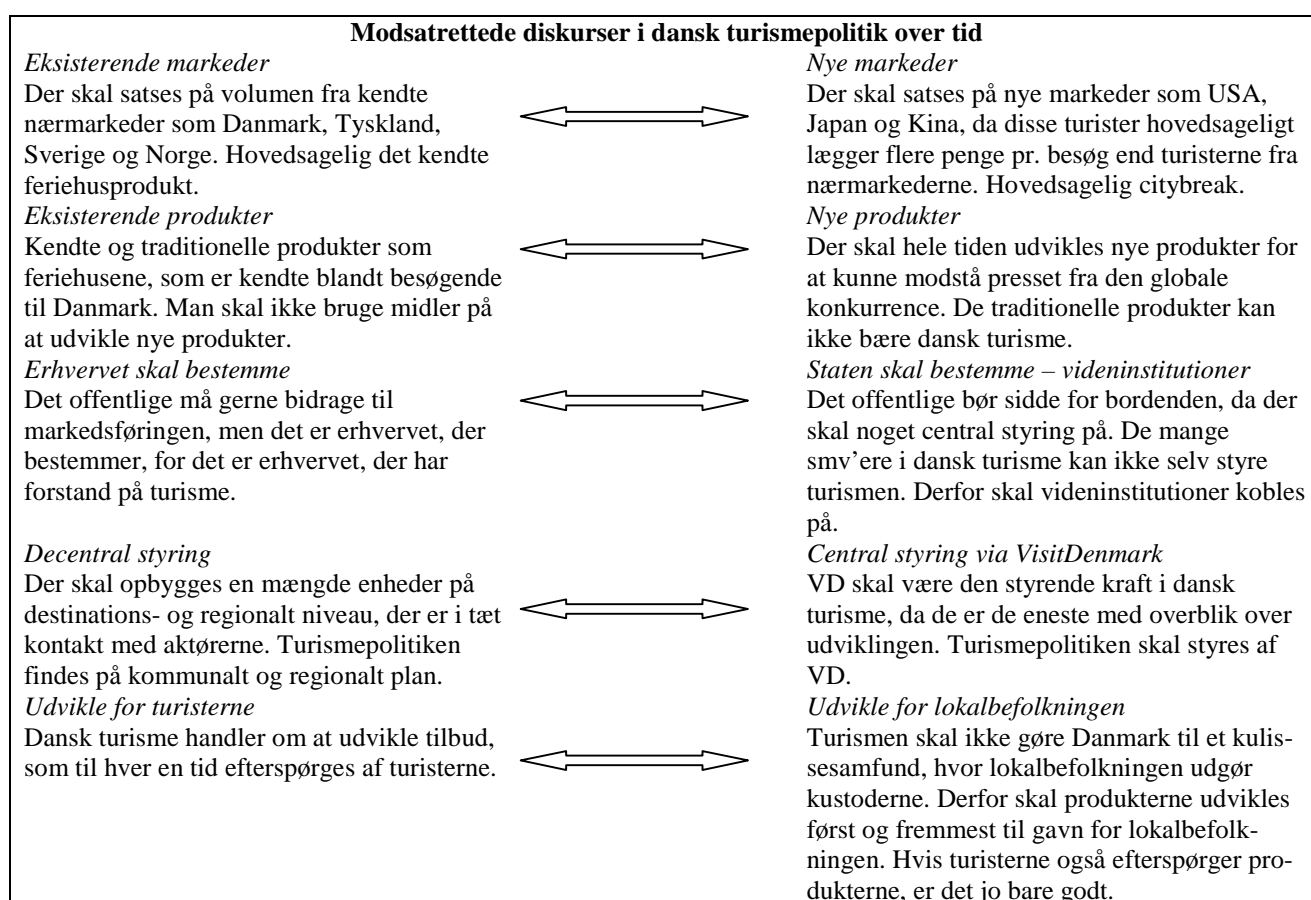 Modsatrettede diskurser i dansk turismepolitik over tid
Eksisterende markeder
Der skal satses på volumen fra kendte
nærmarkeder som Danmark, Tyskland,
Sverige og Norge. Hovedsagelig det kendte
feriehusprodukt.
Nye markeder
Der skal satses på nye markeder som USA,
Japan og Kina, da disse turister hovedsageligt
lægger flere penge pr. besøg end turisterne fra
nærmarkederne. Hovedsagelig citybreak.
Eksisterende produkter
Kendte og traditionelle produkter som
feriehusene, som er kendte blandt besøgende
til Danmark. Man skal ikke bruge midler på
at udvikle nye produkter.
Nye produkter
Der skal hele tiden udvikles nye produkter for
at kunne modstå presset fra den globale
konkurrence. De traditionelle produkter kan
ikke bære dansk turisme.
Erhvervet skal bestemme
Det offentlige må gerne bidrage til
markedsføringen, men det er erhvervet, der
bestemmer, for det er erhvervet, der har
forstand på turisme.
Staten skal bestemme – videninstitutioner
Det offentlige bør sidde for bordenden, da der
skal noget central styring på. De mange
smv’ere i dansk turisme kan ikke selv styre
turismen. Derfor skal videninstitutioner kobles
på.
Decentral styring
Der skal opbygges en mængde enheder på
destinations- og regionalt niveau, der er i tæt
kontakt med aktørerne. Turismepolitiken
findes på kommunalt og regionalt plan.
Central styring via VisitDenmark
VD skal være den styrende kraft i dansk
turisme, da de er de eneste med overblik over
udviklingen. Turismepolitiken skal styres af
VD.
Udvikle for turisterne
Dansk turisme handler om at udvikle tilbud,
som til hver en tid efterspørges af turisterne.
Udvikle for lokalbefolkningen
Turismen skal ikke gøre Danmark til et kulis-
sesamfund, hvor lokalbefolkningen udgør
kustoderne. Derfor skal produkterne udvikles
først og fremmest til gavn for lokalbefolk-
ningen. Hvis turisterne også efterspørger pro-
dukterne, er det jo bare godt.